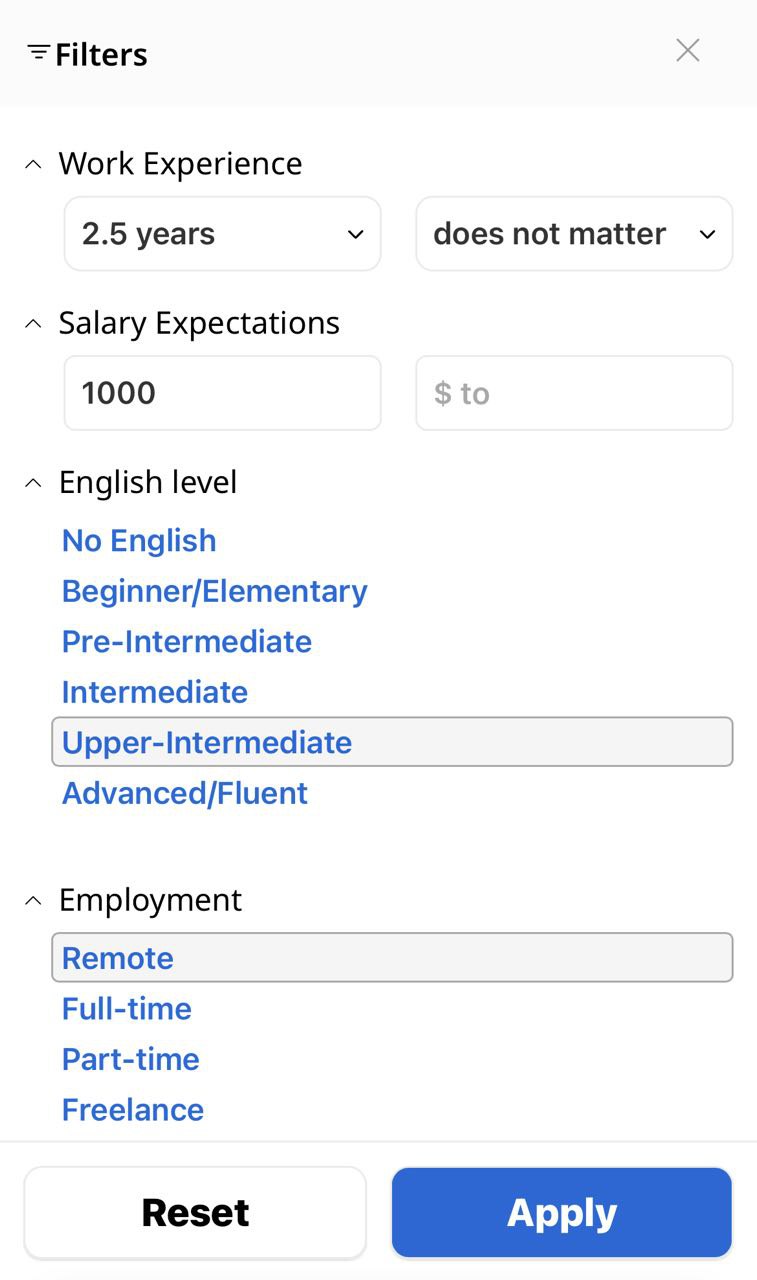 Filters
Work Experience
2.5 years does not matter
Salary Expectations
1000 $ to
English level
No English
Beginner/Elementary
Pre-Intermediate
Intermediate
Upper-Intermediate
Advanced/Fluent
Employment
Remote
Full-time
Part-time
Freelance
Reset Apply